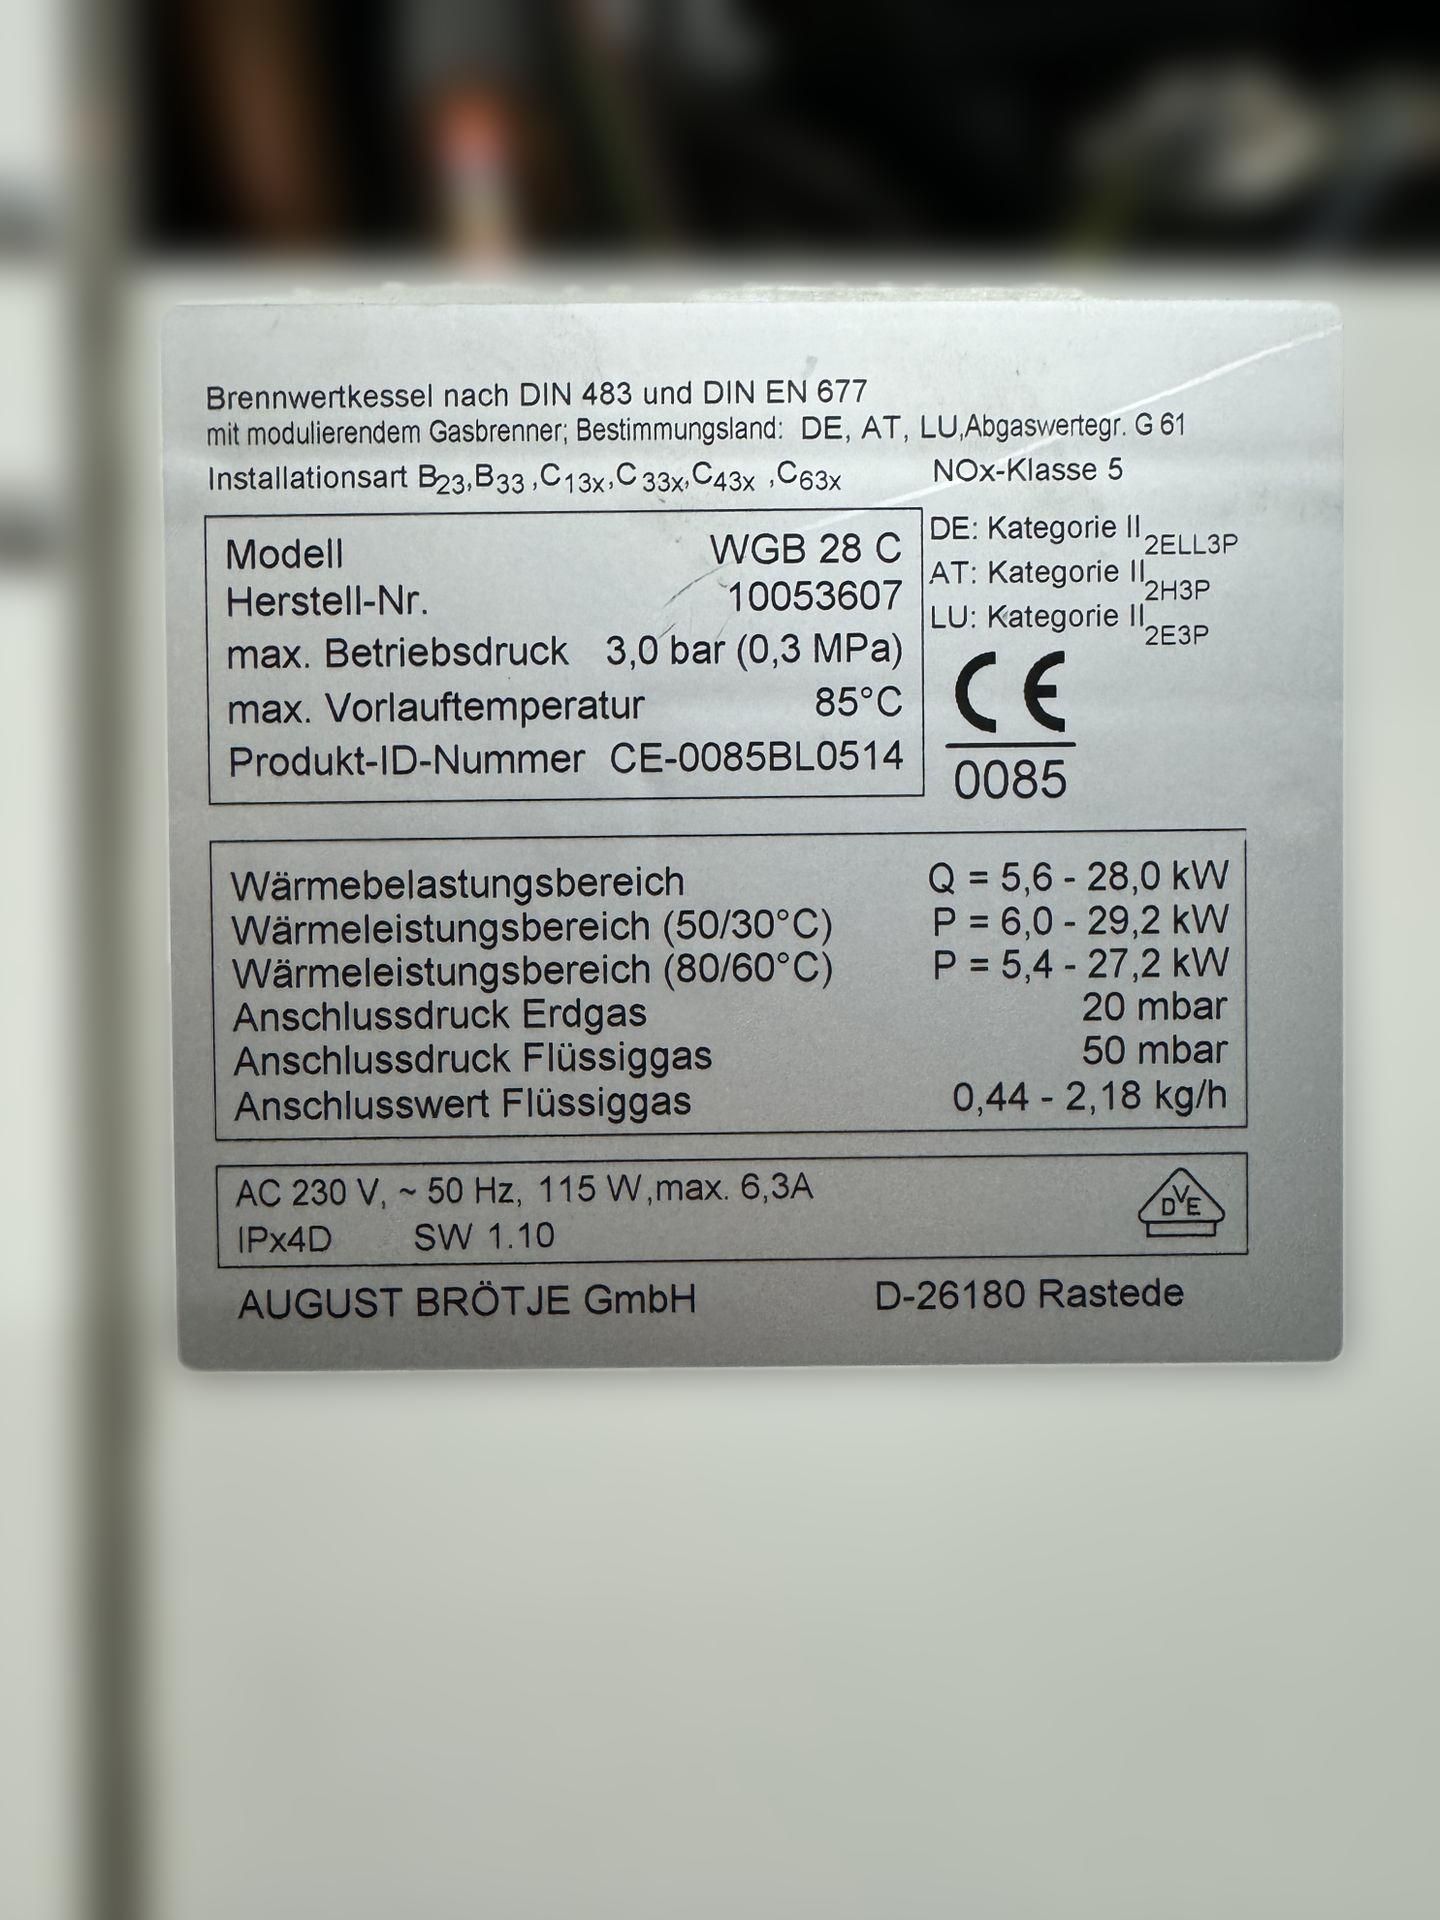 Brennwertkessel nach DIN 483 und DIN EN 677
mit modulierendem Gasbrenner; Bestimmungsland: DE, AT, LU,Abgaswertegr. G 61
Installationsart B23,B33 ,C13x,C33x,C43x ,C63x NOx-Klasse 5
Modell WGB 28 C
Herstell-Nr. 10053607
max. Betriebsdruck 3,0 bar (0,3 MPa)
max. Vorlauftemperatur 85°C
Produkt-ID-Nummer CE-0085BL0514
DE: Kategorie II2ELL3P
AT: Kategorie II2H3P
LU: Kategorie II2E3P
CE
0085
Wärmebelastungsbereich Q = 5,6 - 28,0 kW
Wärmeleistungsbereich (50/30°C) P = 6,0 - 29,2 kW
Wärmeleistungsbereich (80/60°C) P = 5,4 - 27,2 kW
Anschlussdruck Erdgas 20 mbar
Anschlussdruck Flüssiggas 50 mbar
Anschlusswert Flüssiggas 0,44 - 2,18 kg/h
AC 230 V, ~ 50 Hz, 115 W,max. 6,3A
IPx4D SW 1.10
DVE
AUGUST BRÖTJE GmbH D-26180 Rastede